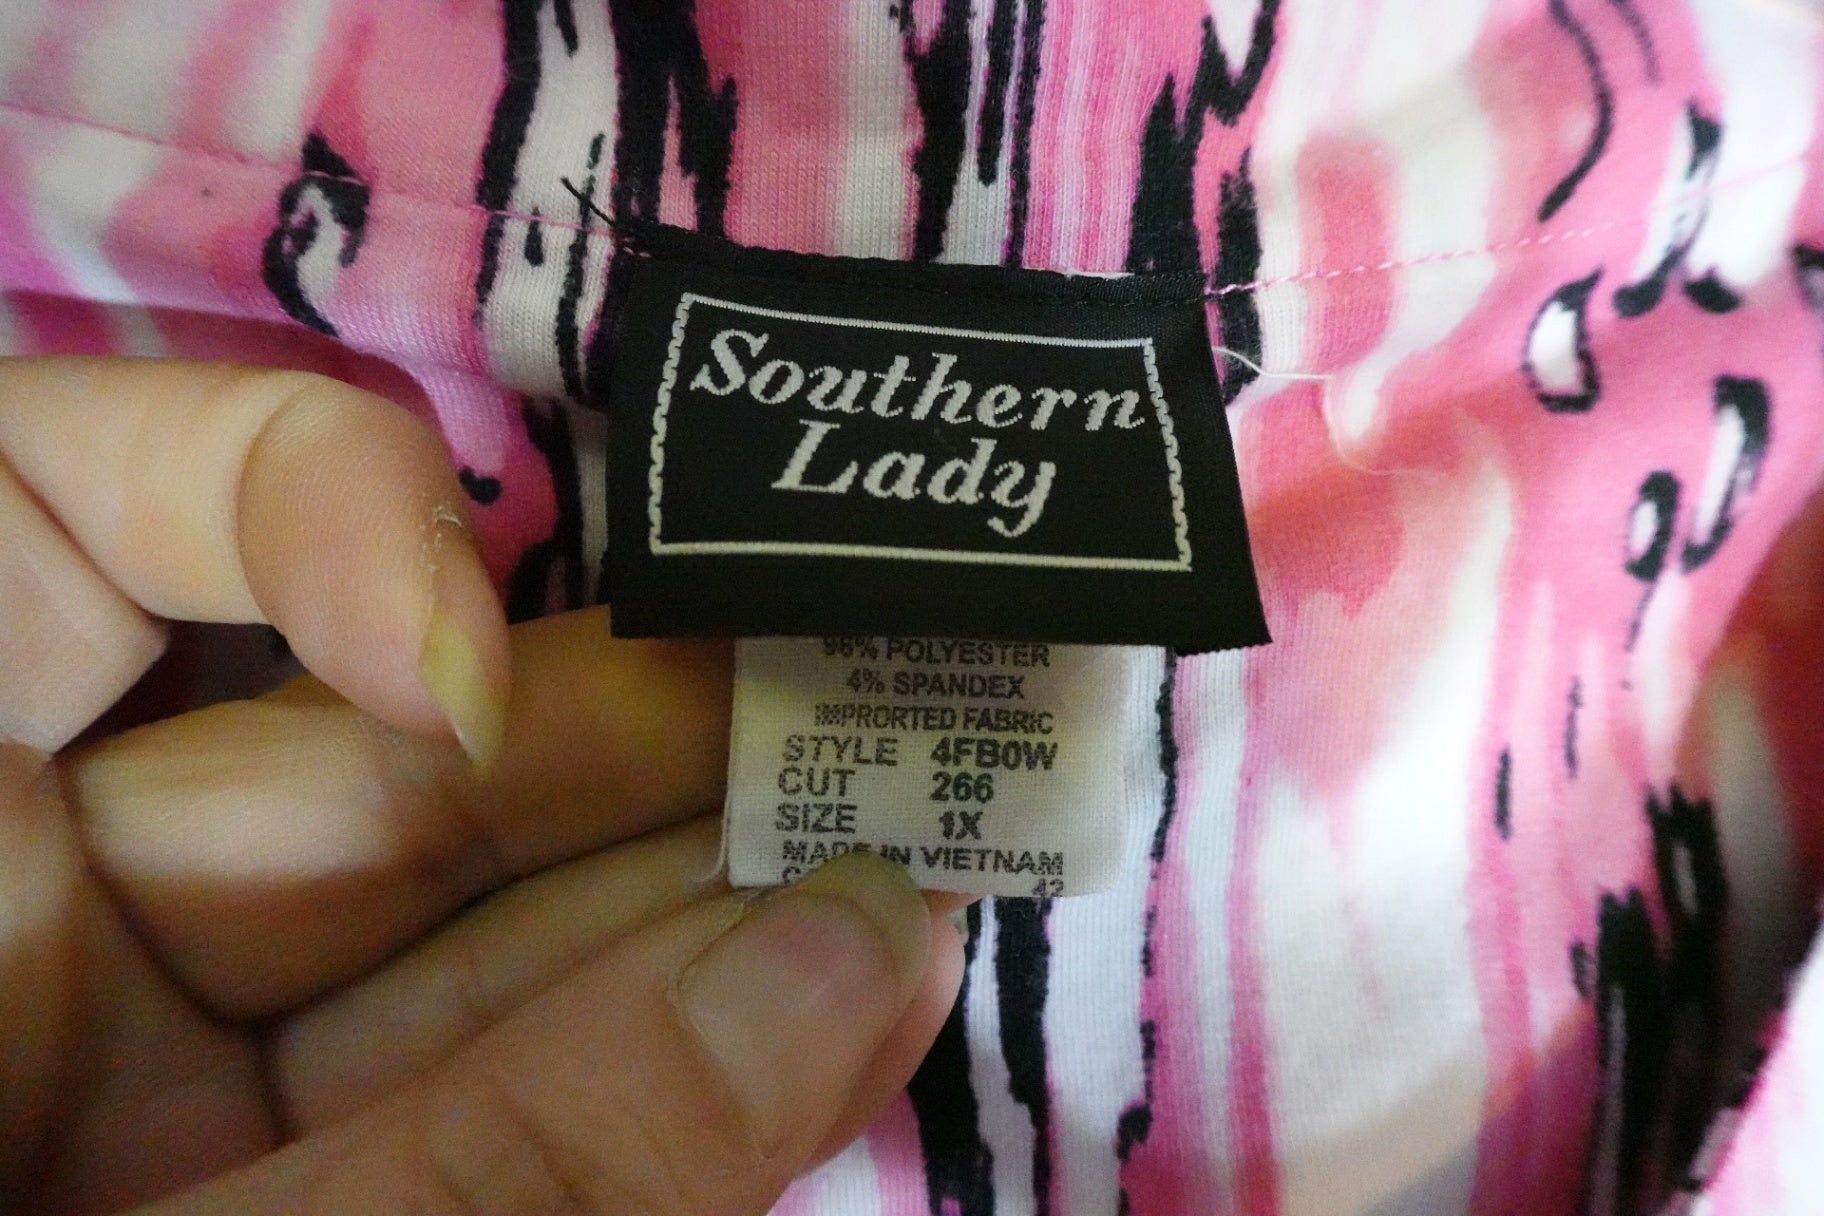 Southern
Lady
96% POLYESTER
4% SPANDEX
IMPRORTED FABRIC
STYLE 4FB0W
CUT 266
SIZE 1X
MADE IN VIETNAM
42